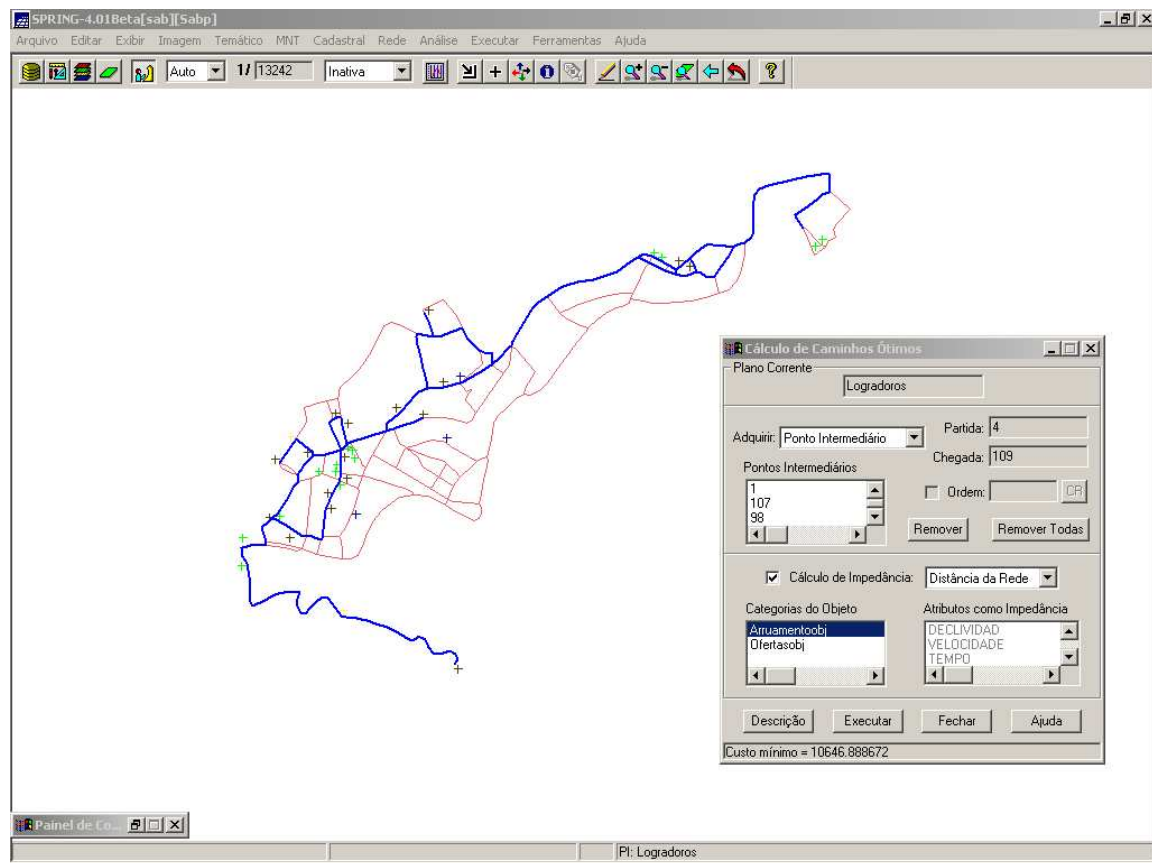 SPRING-4.01Beta[sab][Sabp]
Arquivo Editar Exibir Imagem Temático MNT Cadastral Rede Análise Executar Ferramentas Ajuda
Auto 1/ 13242 Inativa
Cálculo de Caminhos Ótimos
Plano Corrente
Logradoros
Adquirir: Ponto Intermediário
Partida: 4
Chegada: 109
Pontos Intermediários
1
107
98
Ordem: CR
Remover Remover Todas
Cálculo de Impedância: Distância da Rede
Categorias do Objeto Atributos como Impedância
Arruamentoobj DECLIVIDAD
Ofertasobj VELOCIDADE
TEMPO
Descrição Executar Fechar Ajuda
Custo mínimo = 10646.888672
Painel de Co...
PI: Logradoros